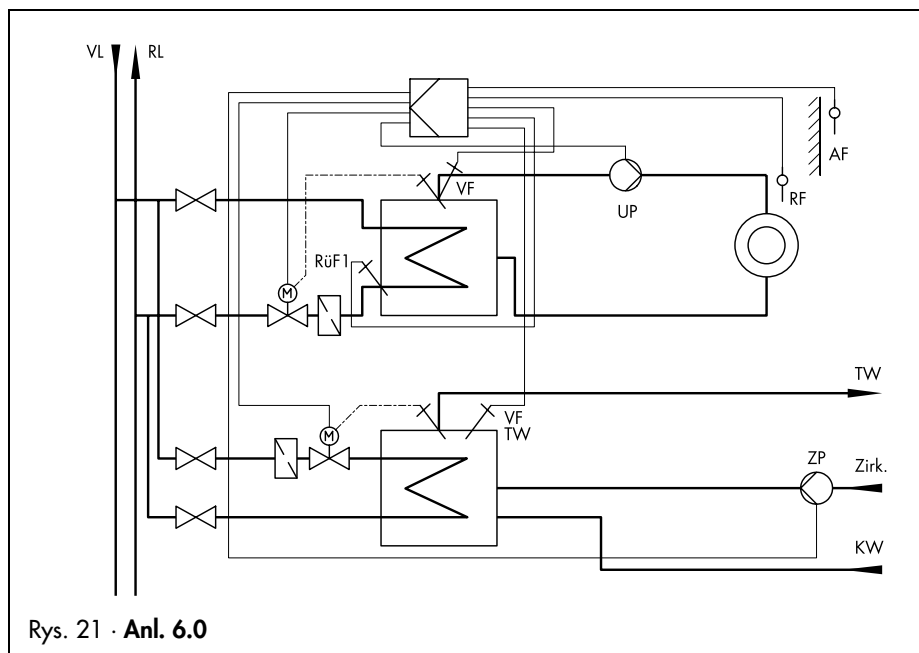 VL RL
AF
VF
RF
UP
RüF1
M
TW
VF
TW
M
ZP
Zirk.
KW
Rys. 21 · Anl. 6.0